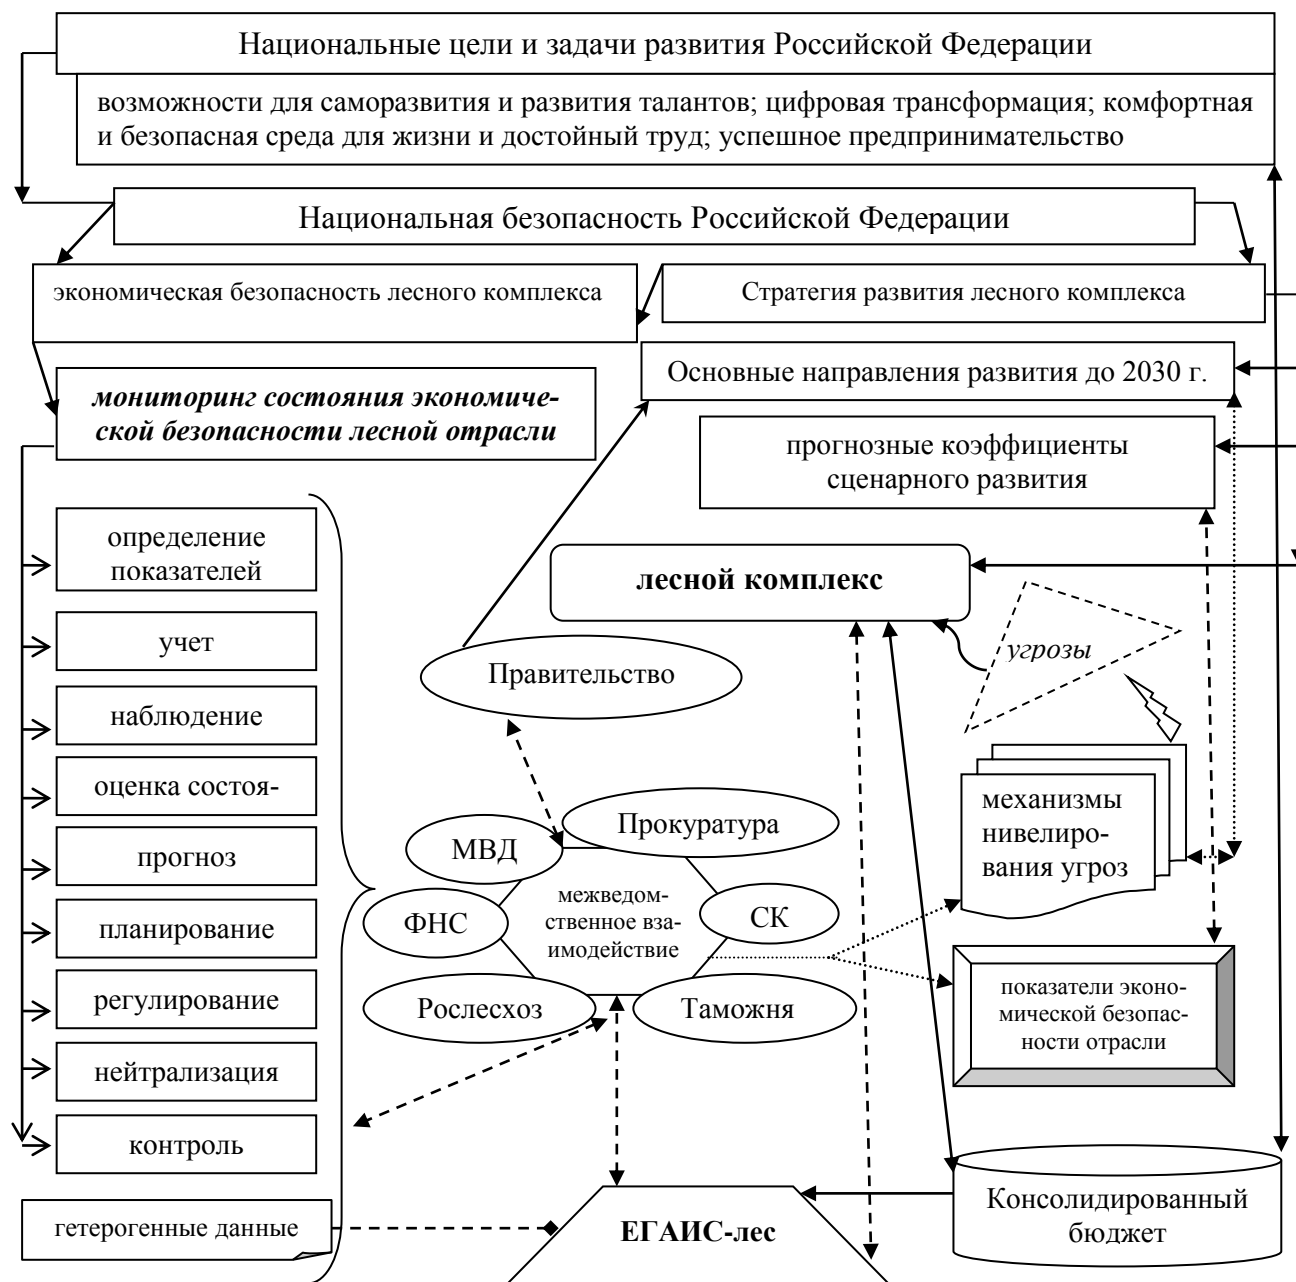 Национальные цели и задачи развития Российской Федерации
возможности для саморазвития и развития талантов; цифровая трансформация; комфортная
и безопасная среда для жизни и достойный труд; успешное предпринимательство
Национальная безопасность Российской Федерации
экономическая безопасность лесного комплекса
Стратегия развития лесного комплекса
Основные направления развития до 2030 г.
мониторинг состояния экономиче-
ской безопасности лесной отрасли
прогнозные коэффициенты
сценарного развития
определение
показателей
учет
наблюдение
оценка состоя-
прогноз
планирование
регулирование
нейтрализация
контроль
гетерогенные данные
лесной комплекс
угрозы
Правительство
МВД
Прокуратура
ФНС
межведом-
ственное вза-
имодействие
СК
Рослесхоз
Таможня
механизмы
нивелиро-
вания угроз
показатели эконо-
мической безопас-
ности отрасли
ЕГАИС-лес
Консолидированный
бюджет